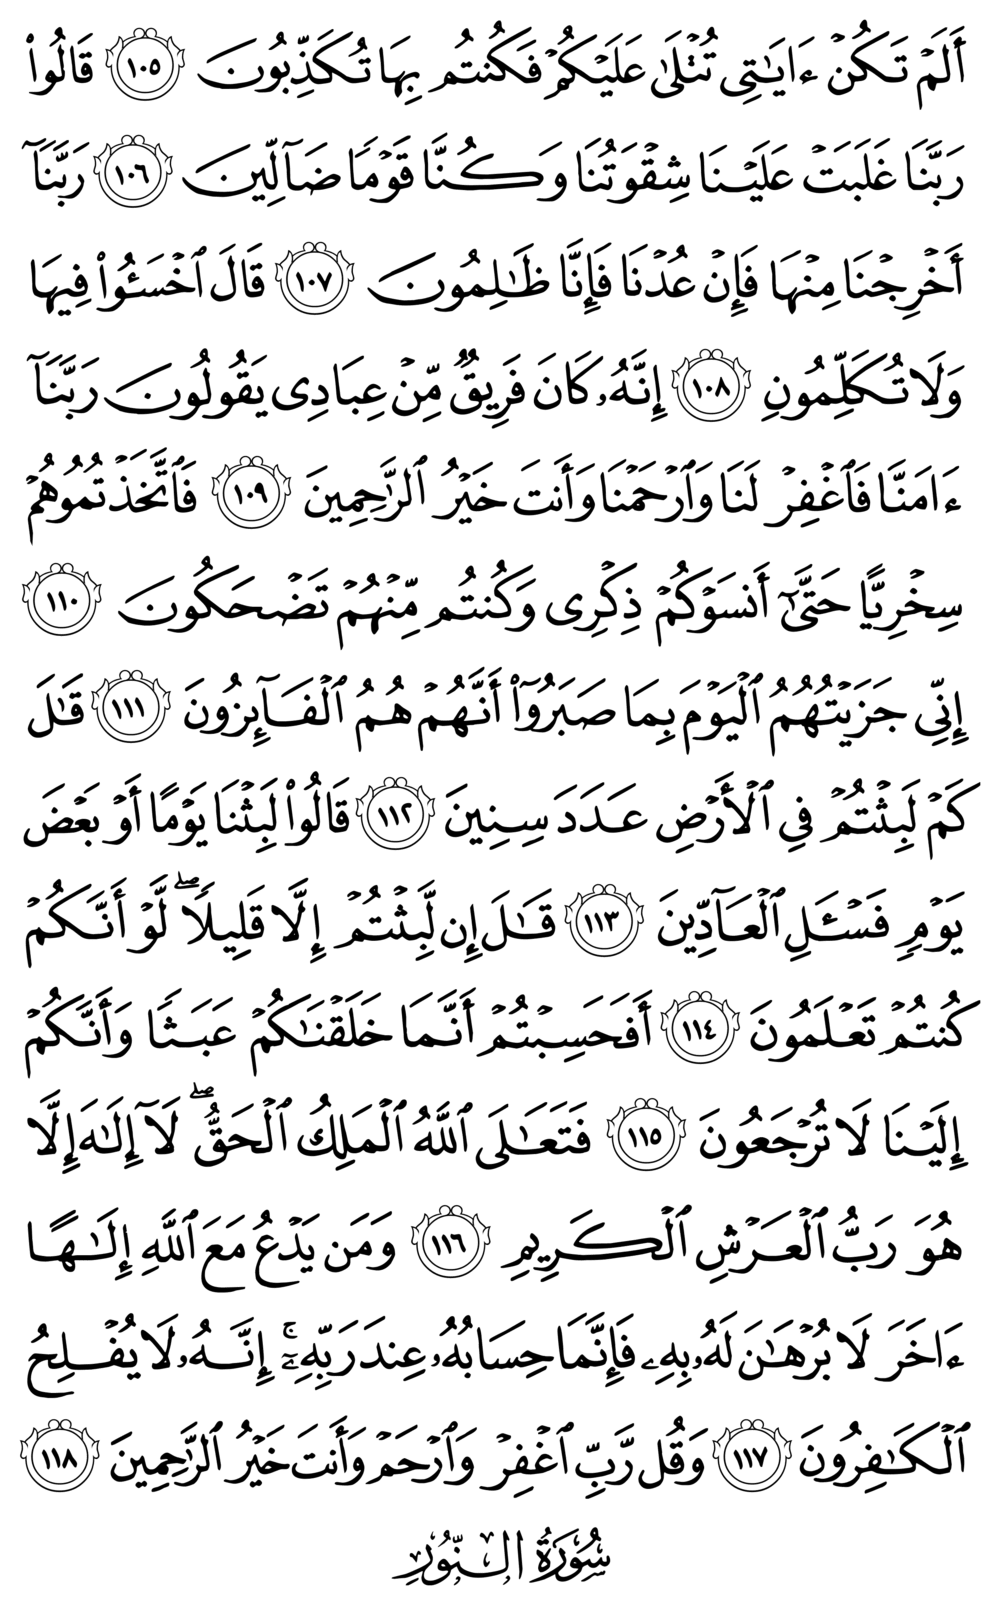 أَلَمۡ تَكُنۡ ءَايَٰتِي تُتۡلَىٰ عَلَيۡكُمۡ فَكُنتُم بِهَا تُكَذِّبُونَ ١٠٥ قَالُواْ
رَبَّنَا غَلَبَتۡ عَلَيۡنَا شِقۡوَتُنَا وَكُنَّا قَوۡمٗا ضَآلِّينَ ١٠٦ رَبَّنَآ
أَخۡرِجۡنَا مِنۡهَا فَإِنۡ عُدۡنَا فَإِنَّا ظَٰلِمُونَ ١٠٧ قَالَ ٱخۡسَـُٔواْ فِيهَا
وَلَا تُكَلِّمُونِ ١٠٨ إِنَّهُۥ كَانَ فَرِيقٞ مِّنۡ عِبَادِي يَقُولُونَ رَبَّنَآ
ءَامَنَّا فَٱغۡفِرۡ لَنَا وَٱرۡحَمۡنَا وَأَنتَ خَيۡرُ ٱلرَّٰحِمِينَ ١٠٩ فَٱتَّخَذۡتُمُوهُمۡ
سِخۡرِيًّا حَتَّىٰٓ أَنسَوۡكُمۡ ذِكۡرِي وَكُنتُم مِّنۡهُمۡ تَضۡحَكُونَ ١١٠
إِنِّي جَزَيۡتُهُمُ ٱلۡيَوۡمَ بِمَا صَبَرُوٓاْ أَنَّهُمۡ هُمُ ٱلۡفَآئِزُونَ ١١١ قَٰلَ
كَمۡ لَبِثۡتُمۡ فِي ٱلۡأَرۡضِ عَدَدَ سِنِينَ ١١٢ قَالُواْ لَبِثۡنَا يَوۡمًا أَوۡ بَعۡضَ
يَوۡمٖ فَسۡـَٔلِ ٱلۡعَآدِّينَ ١١٣ قَٰلَ إِن لَّبِثۡتُمۡ إِلَّا قَلِيلٗاۖ لَّوۡ أَنَّكُمۡ
كُنتُمۡ تَعۡلَمُونَ ١١٤ أَفَحَسِبۡتُمۡ أَنَّمَا خَلَقۡنَٰكُمۡ عَبَثٗا وَأَنَّكُمۡ
إِلَيۡنَا لَا تُرۡجَعُونَ ١١٥ فَتَعَٰلَى ٱللَّهُ ٱلۡمَلِكُ ٱلۡحَقُّۖ لَآ إِلَٰهَ إِلَّا
هُوَ رَبُّ ٱلۡعَرۡشِ ٱلۡكَرِيمِ ١١٦ وَمَن يَدۡعُ مَعَ ٱللَّهِ إِلَٰهًا
ءَاخَرَ لَا بُرۡهَٰنَ لَهُۥ بِهِۦ فَإِنَّمَا حِسَابُهُۥ عِندَ رَبِّهِۦٓۚ إِنَّهُۥ لَا يُفۡلِحُ
ٱلۡكَٰفِرُونَ ١١٧ وَقُل رَّبِّ ٱغۡفِرۡ وَٱرۡحَمۡ وَأَنتَ خَيۡرُ ٱلرَّٰحِمِينَ ١١٨
سُورَةُ النُّورِ